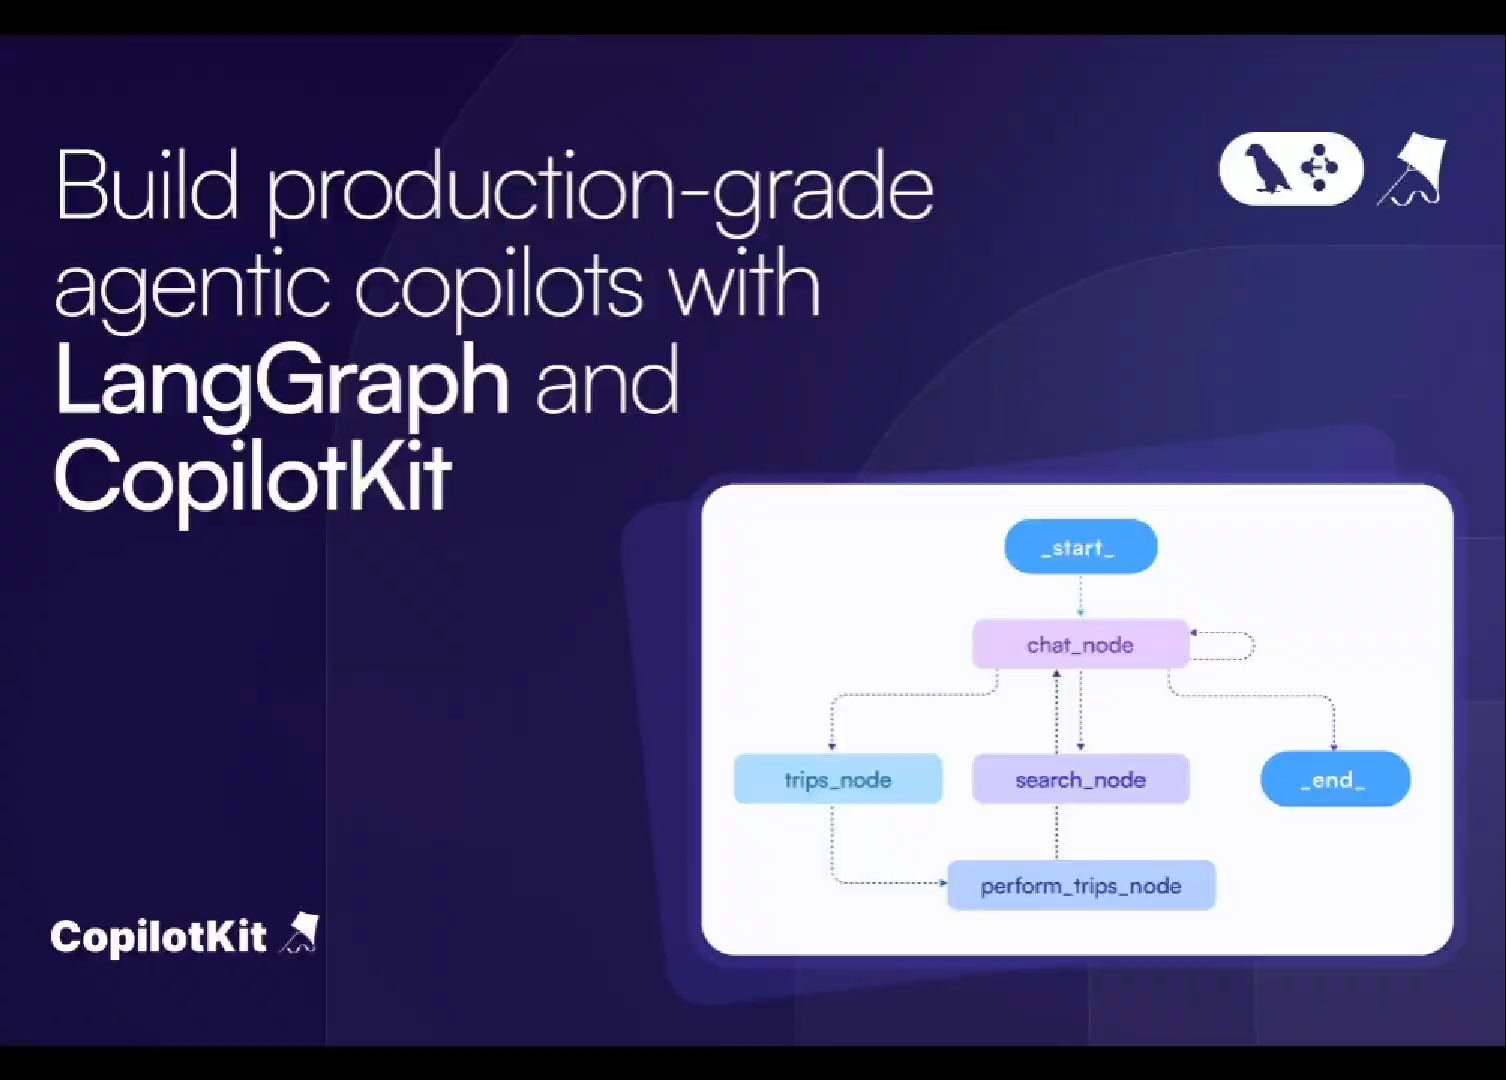 Build production-grade
agentic copilots with
LangGraph and
CopilotKit
_start_
chat_node
trips_node
search_node
_end_
perform_trips_node
CopilotKit